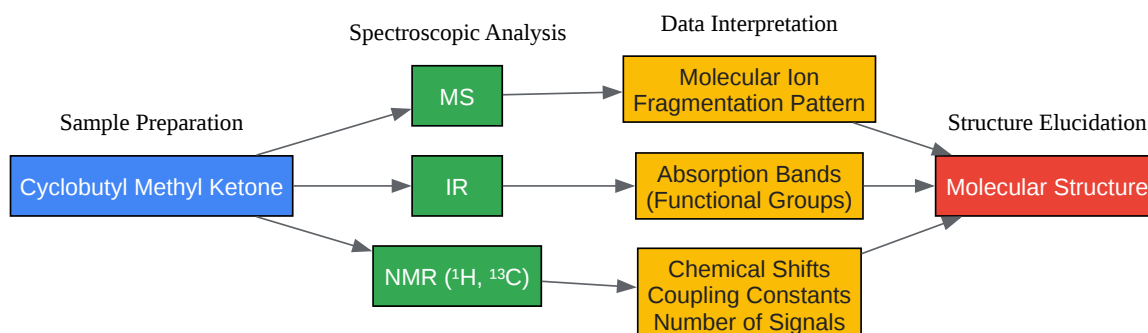 Sample Preparation
Cyclobutyl Methyl Ketone
Spectroscopic Analysis
MS
IR
NMR (¹H, ¹³C)
Data Interpretation
Molecular Ion
Fragmentation Pattern
Absorption Bands
(Functional Groups)
Chemical Shifts
Coupling Constants
Number of Signals
Structure Elucidation
Molecular Structure